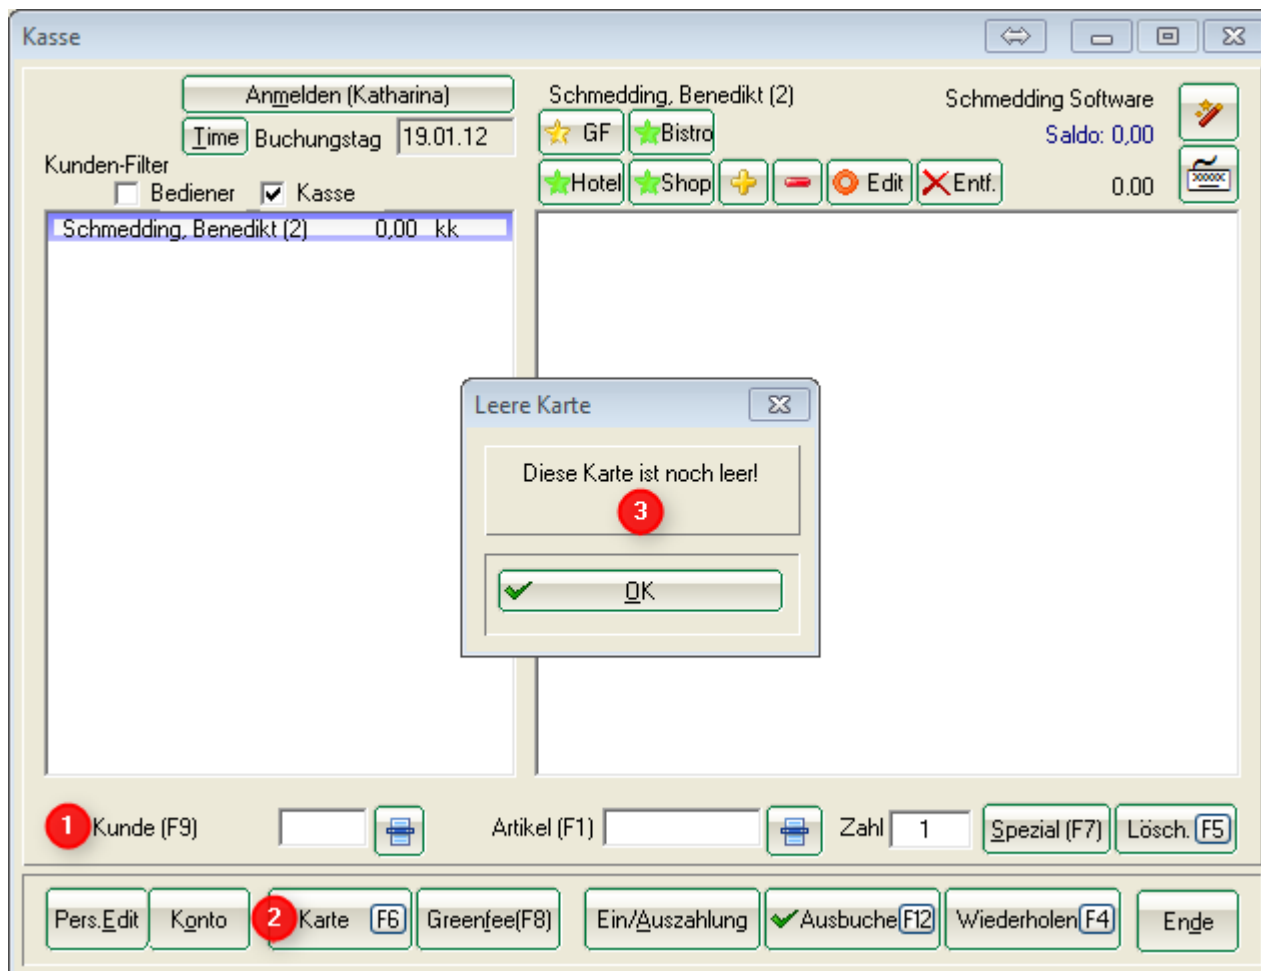 Kasse
Anmelden (Katharina)
Time Buchungstag 19.01.12
Kunden-Filter
Bediener Kasse
Schmedding, Benedikt (2) 0,00 kk
Schmedding, Benedikt (2) Schmedding Software
GF Bistro Saldo: 0,00
Hotel Shop Edit Entf. 0.00
Leere Karte
Diese Karte ist noch leer!
3
OK
1 Kunde (F9) Artikel (F1) Zahl 1 Spezial (F7) Lösch. F5
Pers.Edit Konto 2 Karte F6 Greenfee(F8) Ein/Auszahlung Ausbuche F12 Wiederholen F4 Ende